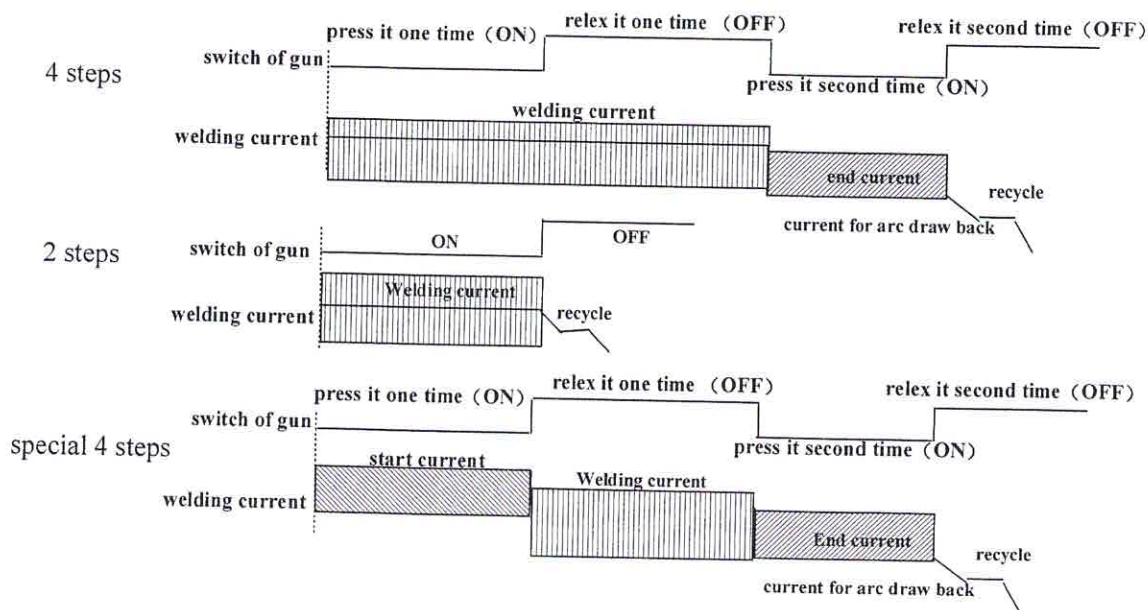 press it one time（ON）
relex it one time （OFF）
relex it second time（OFF）
4 steps
switch of gun
press it second time（ON）
welding current
welding current
end current
recycle
current for arc draw back
2 steps
switch of gun
ON
OFF
Welding current
welding current
recycle
press it one time（ON）
relex it one time （OFF）
relex it second time（OFF）
special 4 steps
switch of gun
press it second time（ON）
start current
Welding current
welding current
End current
recycle
current for arc draw back